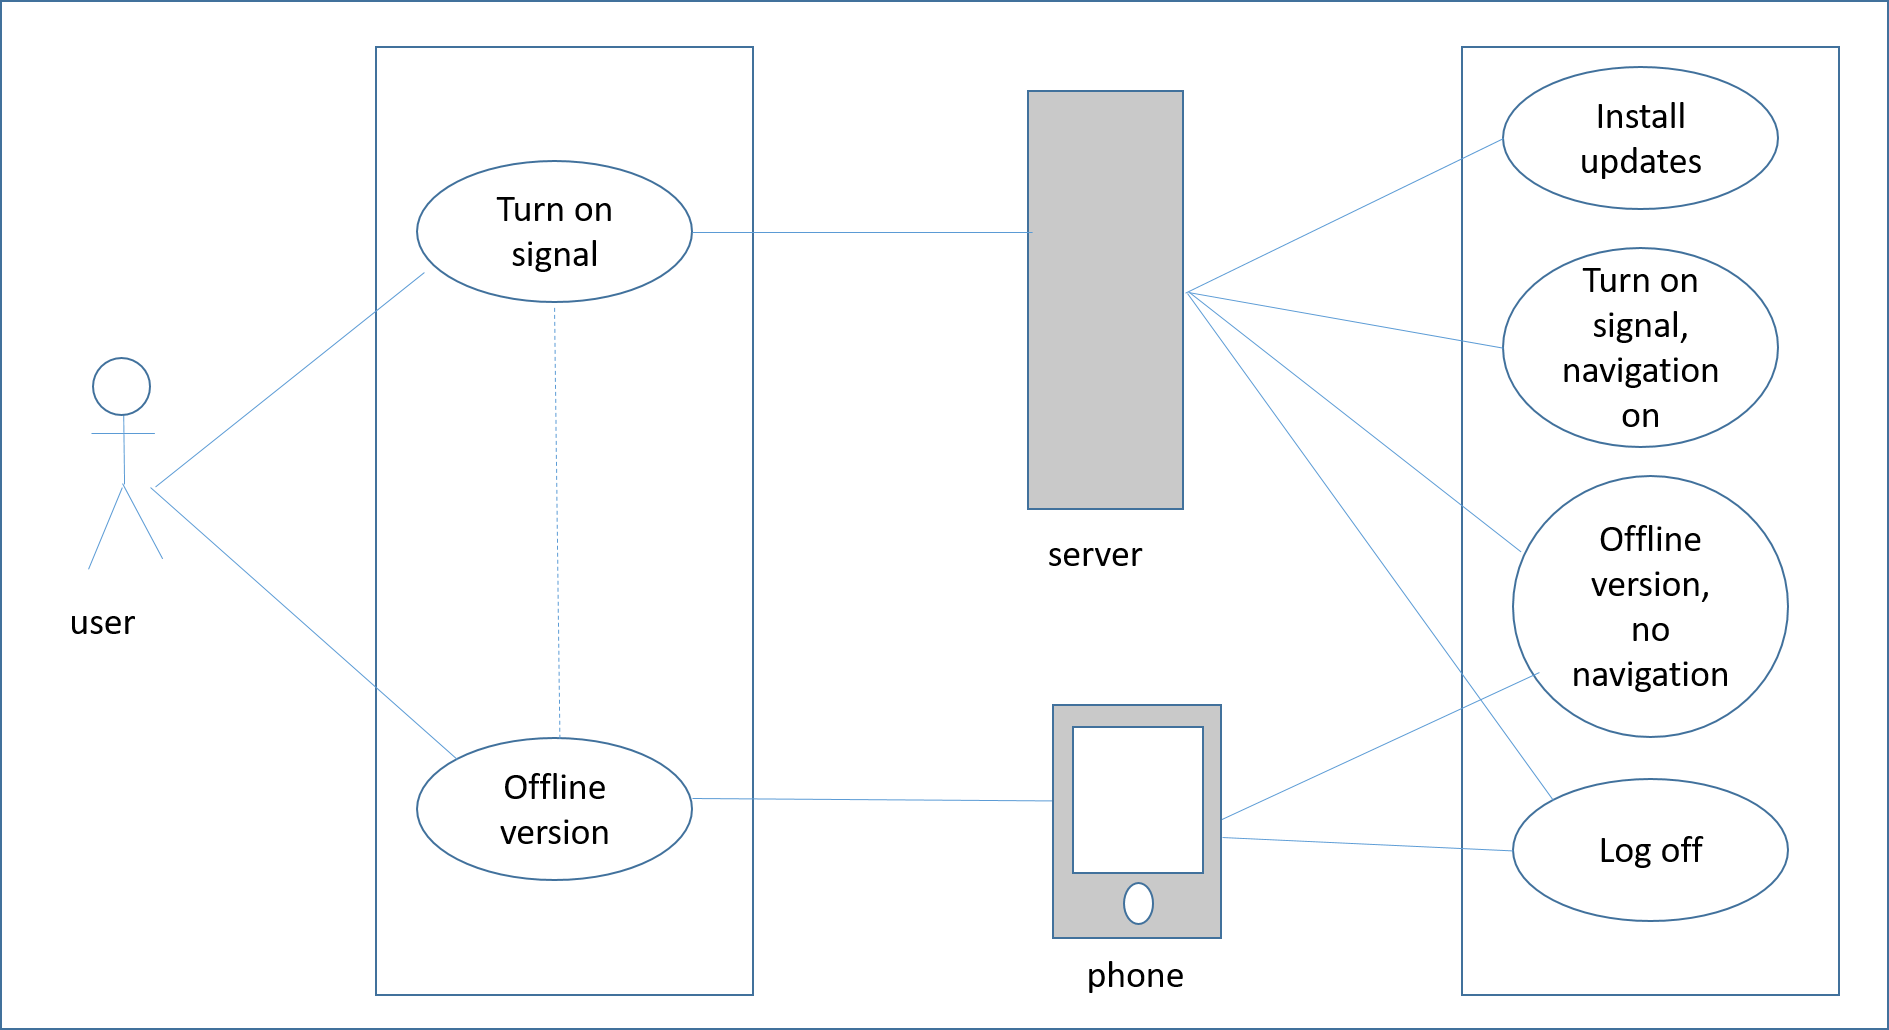 user
Turn on
signal
Offline
version
server
phone
Install
updates
Turn on
signal,
navigation
on
Offline
version,
no
navigation
Log off